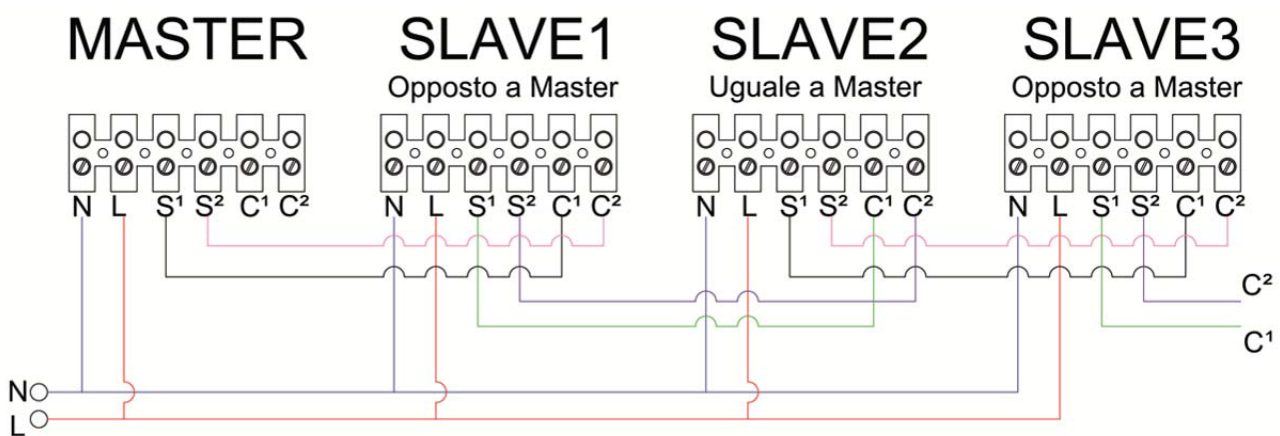 MASTER SLAVE1 SLAVE2 SLAVE3
Opposto a Master Uguale a Master Opposto a Master
N L S¹ S² C¹ C² N L S¹ S² C¹ C² N L S¹ S² C¹ C² N L S¹ S² C¹ C²
C²
C¹
N
L